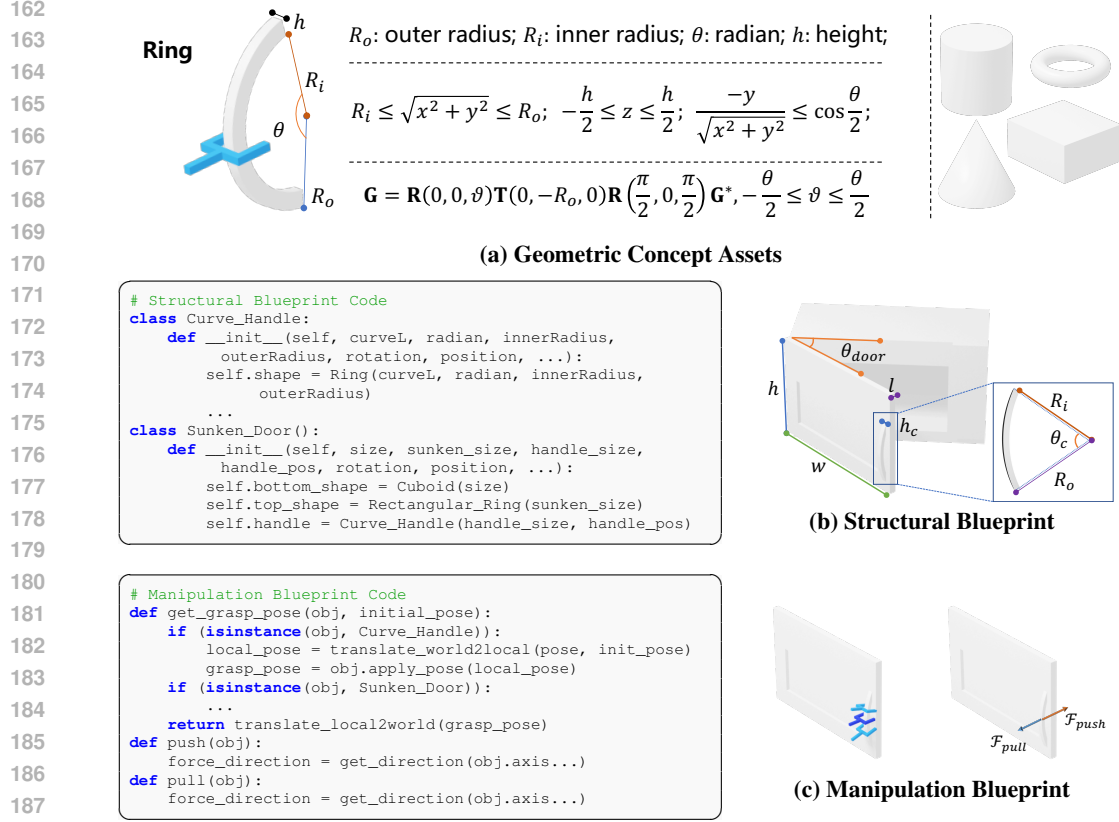 162
163
164
165
166
167
168
169
170
171
172
173
174
175
176
177
178
179
180
181
182
183
184
185
186
187
Ring
h
R_i
θ
R_o
R_o: outer radius; R_i: inner radius; θ: radian; h: height;
R_i ≤ √(x² + y²) ≤ R_o; −h/2 ≤ z ≤ h/2; −y/√(x² + y²) ≤ cos θ/2;
G = R(0, 0, ϑ)T(0, −R_o, 0)R(π/2, 0, π/2) G*, −θ/2 ≤ ϑ ≤ θ/2
(a) Geometric Concept Assets
# Structural Blueprint Code
class Curve_Handle:
    def __init__(self, curveL, radian, innerRadius,
            outerRadius, rotation, position, ...):
        self.shape = Ring(curveL, radian, innerRadius,
                outerRadius)
        ...
class Sunken_Door():
    def __init__(self, size, sunken_size, handle_size,
            handle_pos, rotation, position, ...):
        self.bottom_shape = Cuboid(size)
        self.top_shape = Rectangular_Ring(sunken_size)
        self.handle = Curve_Handle(handle_size, handle_pos)
θ_door
h
l
h_c
w
R_i
θ_c
R_o
(b) Structural Blueprint
# Manipulation Blueprint Code
def get_grasp_pose(obj, initial_pose):
    if (isinstance(obj, Curve_Handle)):
        local_pose = translate_world2local(pose, init_pose)
        grasp_pose = obj.apply_pose(local_pose)
    if (isinstance(obj, Sunken_Door)):
        ...
    return translate_local2world(grasp_pose)
def push(obj):
    force_direction = get_direction(obj.axis...)
def pull(obj):
    force_direction = get_direction(obj.axis...)
ℱ_push
ℱ_pull
(c) Manipulation Blueprint